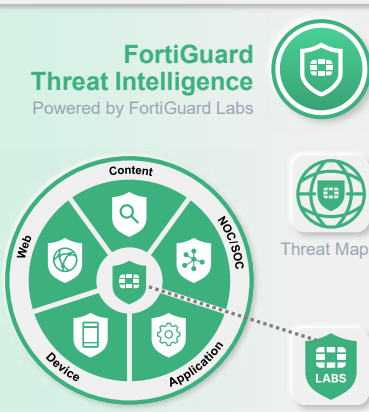 FortiGuard
Threat Intelligence
Powered by FortiGuard Labs
Content
Web
NOC/SOC
Threat Map
Device
Application
LABS